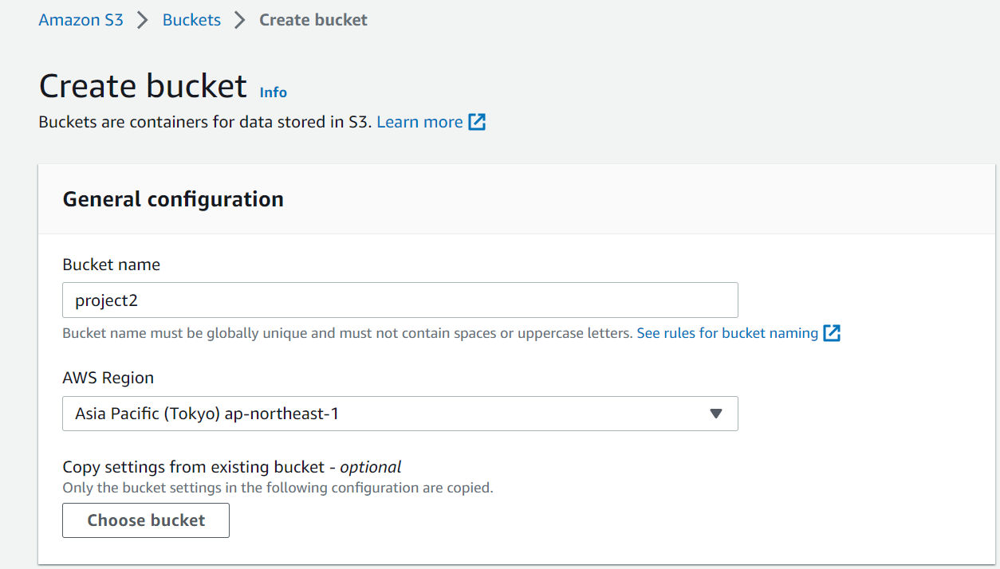 Amazon S3 > Buckets > Create bucket
Create bucket Info
Buckets are containers for data stored in S3. Learn more
General configuration
Bucket name
project2
Bucket name must be globally unique and must not contain spaces or uppercase letters. See rules for bucket naming
AWS Region
Asia Pacific (Tokyo) ap-northeast-1
Copy settings from existing bucket - optional
Only the bucket settings in the following configuration are copied.
Choose bucket